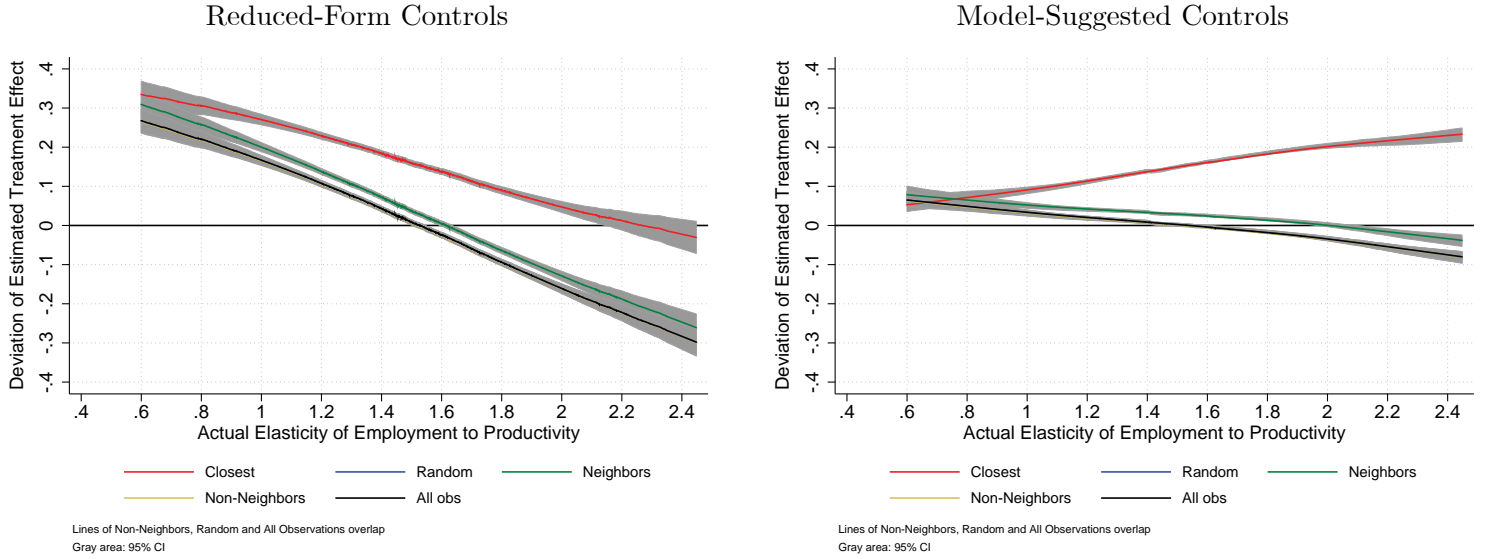 Reduced-Form Controls
Deviation of Estimated Treatment Effect
.4
.3
.2
.1
0
-.1
-.2
-.3
-.4
.4 .6 .8 1 1.2 1.4 1.6 1.8 2 2.2 2.4
Actual Elasticity of Employment to Productivity
Closest Random Neighbors
Non-Neighbors All obs
Lines of Non-Neighbors, Random and All Observations overlap
Gray area: 95% CI
Model-Suggested Controls
Deviation of Estimated Treatment Effect
.4
.3
.2
.1
0
-.1
-.2
-.3
-.4
.4 .6 .8 1 1.2 1.4 1.6 1.8 2 2.2 2.4
Actual Elasticity of Employment to Productivity
Closest Random Neighbors
Non-Neighbors All obs
Lines of Non-Neighbors, Random and All Observations overlap
Gray area: 95% CI